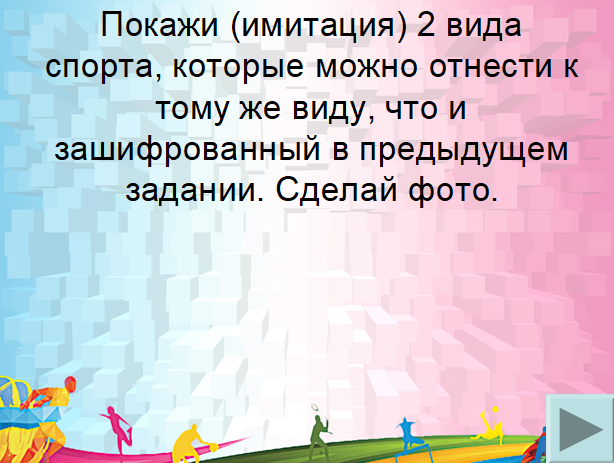 Покажи (имитация) 2 вида
спорта, которые можно отнести к
тому же виду, что и
зашифрованный в предыдущем
задании. Сделай фото.